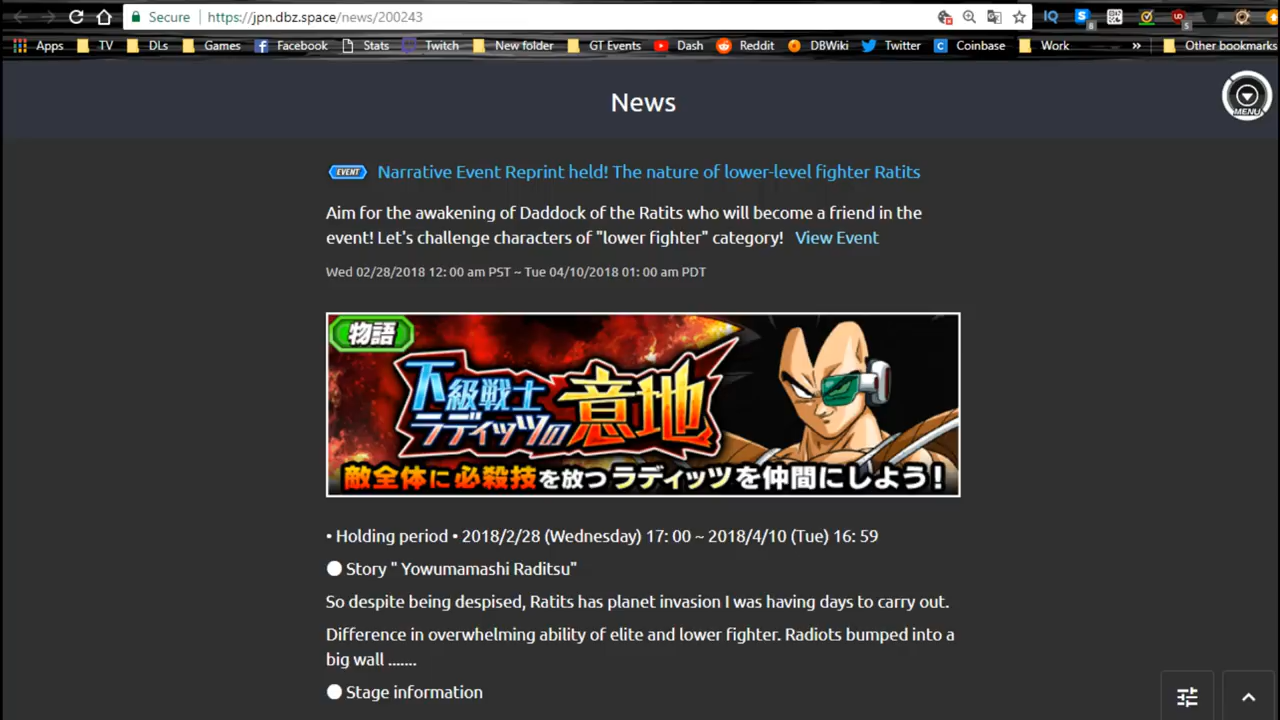 Secure https://jpn.dbz.space/news/200243
Apps TV DLs Games Facebook Stats Twitch New folder GT Events Dash Reddit DBWiki Twitter Coinbase Work » Other bookmarks
News
MENU
EVENT Narrative Event Reprint held! The nature of lower-level fighter Ratits
Aim for the awakening of Daddock of the Ratits who will become a friend in the
event! Let's challenge characters of "lower fighter" category! View Event
Wed 02/28/2018 12: 00 am PST ~ Tue 04/10/2018 01: 00 am PDT
物語
下級戦士
ラディッツの意地
敵全体に必殺技を放つラディッツを仲間にしよう!
• Holding period • 2018/2/28 (Wednesday) 17: 00 ~ 2018/4/10 (Tue) 16: 59
● Story " Yowumamashi Raditsu"
So despite being despised, Ratits has planet invasion I was having days to carry out.
Difference in overwhelming ability of elite and lower fighter. Radiots bumped into a
big wall .......
● Stage information